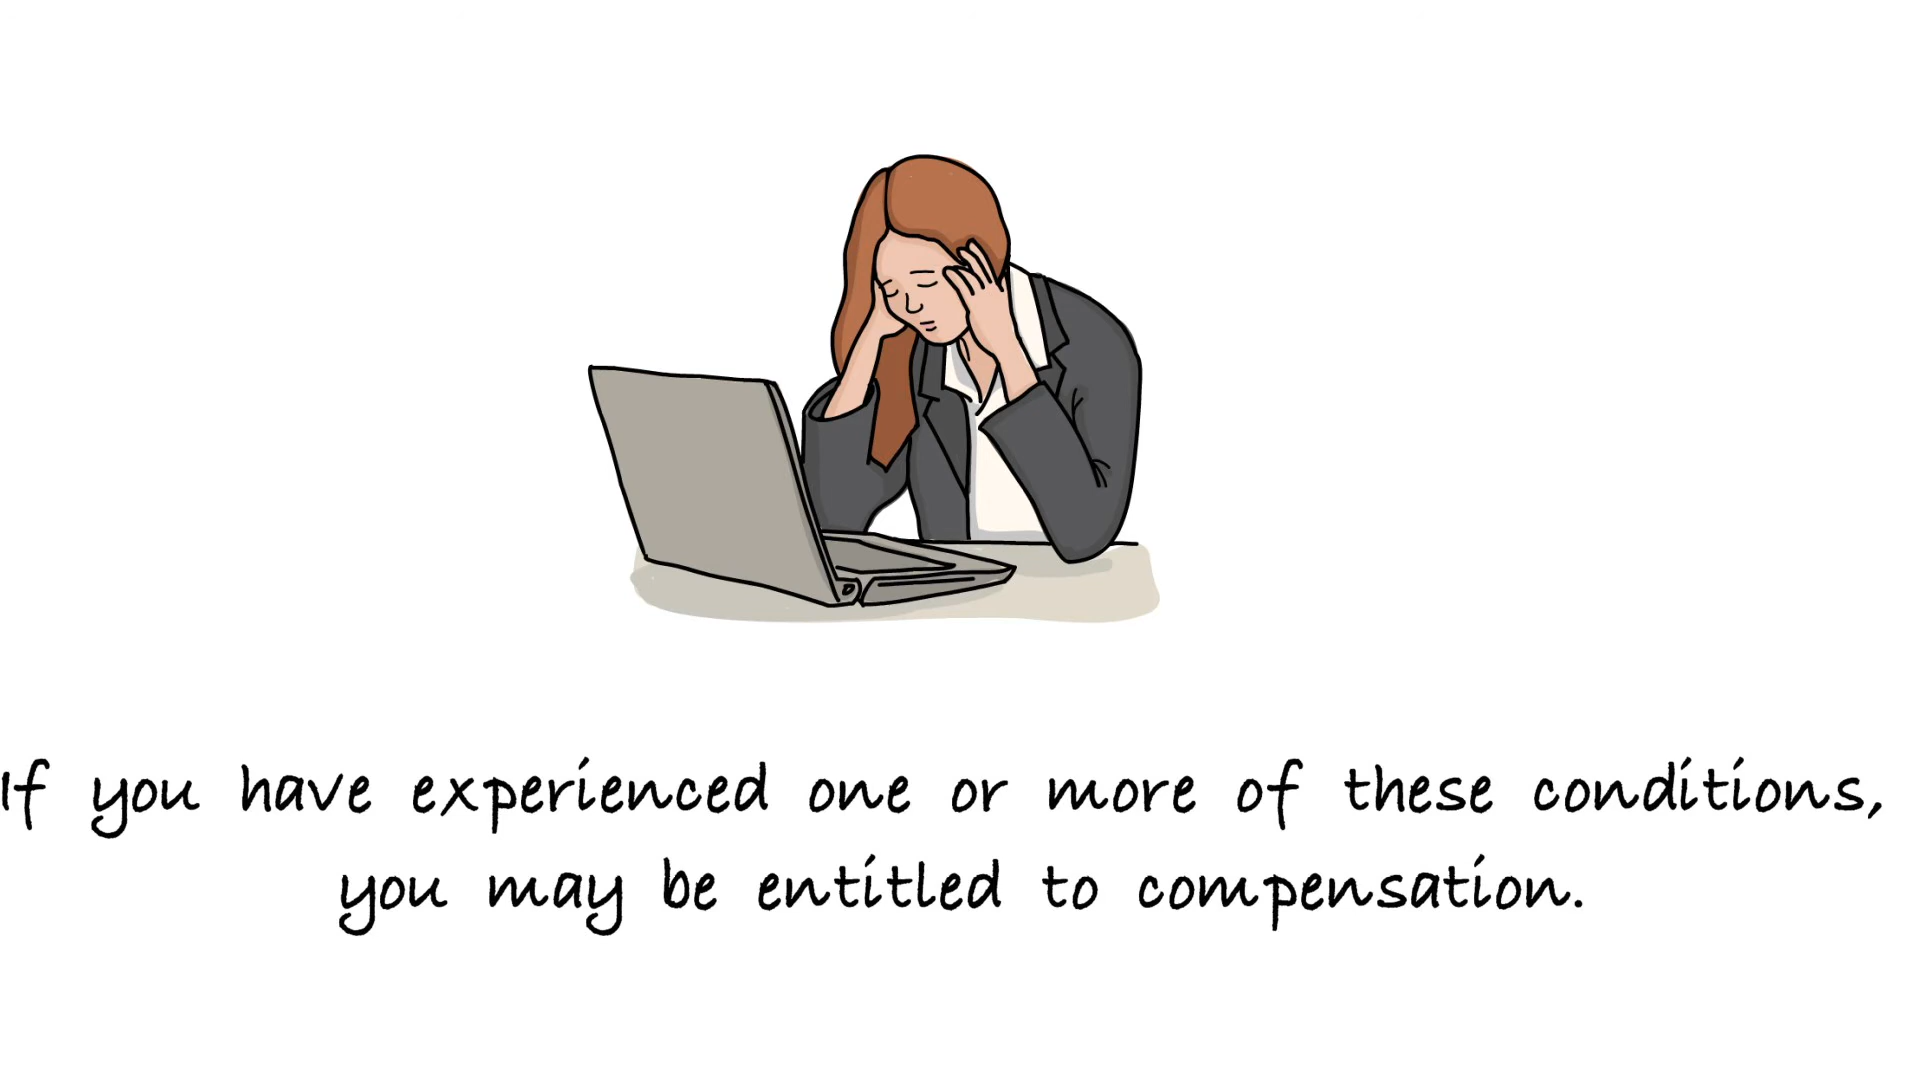 If you have experienced one or more of these conditions,
you may be entitled to compensation.